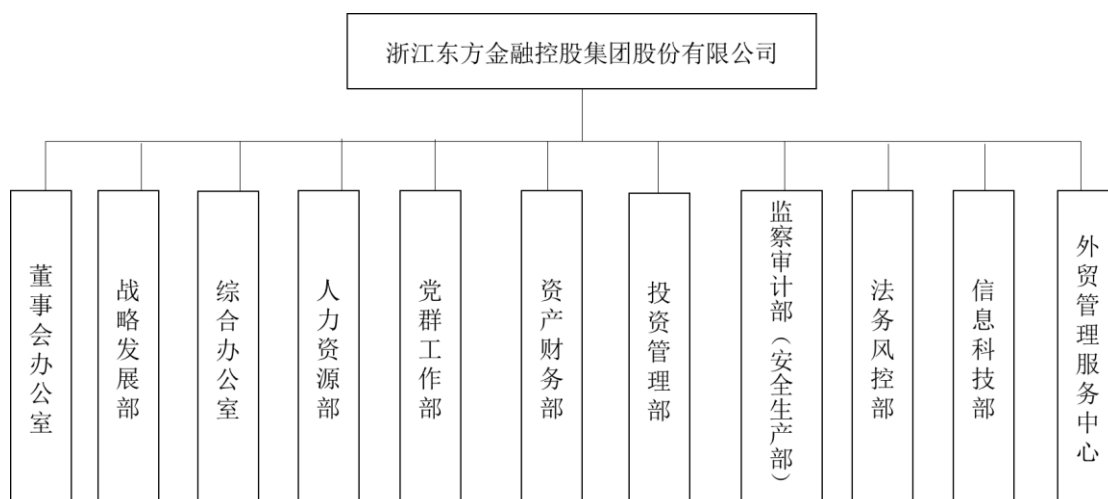 浙江东方金融控股集团股份有限公司
董事会办公室
战略发展部
综合办公室
人力资源部
党群工作部
资产财务部
投资管理部
监察审计部（安全生产部）
法务风控部
信息科技部
外贸管理服务中心